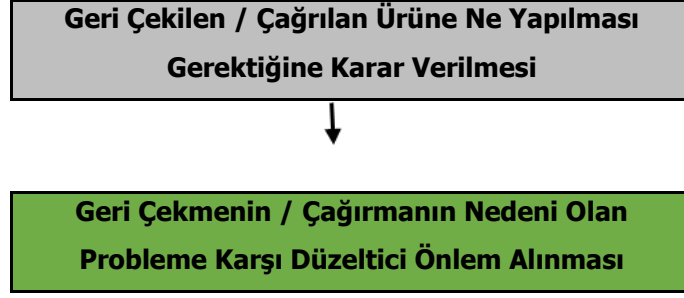 Geri Çekilen / Çağrılan Ürüne Ne Yapılması
Gerektiğine Karar Verilmesi
Geri Çekmenin / Çağırmanın Nedeni Olan
Probleme Karşı Düzeltici Önlem Alınması